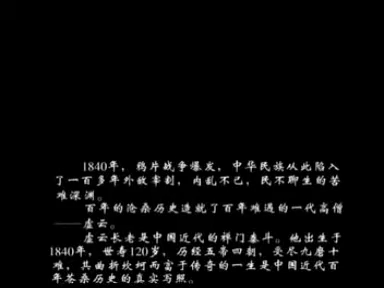 1840年，鸦片战争爆发，中华民族从此陷入
了一百多年外敌宰割，内乱不已，民不聊生的苦
难深渊。
百年的沧桑历史造就了百年难遇的一代高僧
——虚云。
虚云长老是中国近代的禅门泰斗。他出生于
1840年，世寿120岁，历经五帝四朝，受尽九磨十
难，其曲折坎坷而富于传奇的一生是中国近代百
年苍桑历史的真实写照。